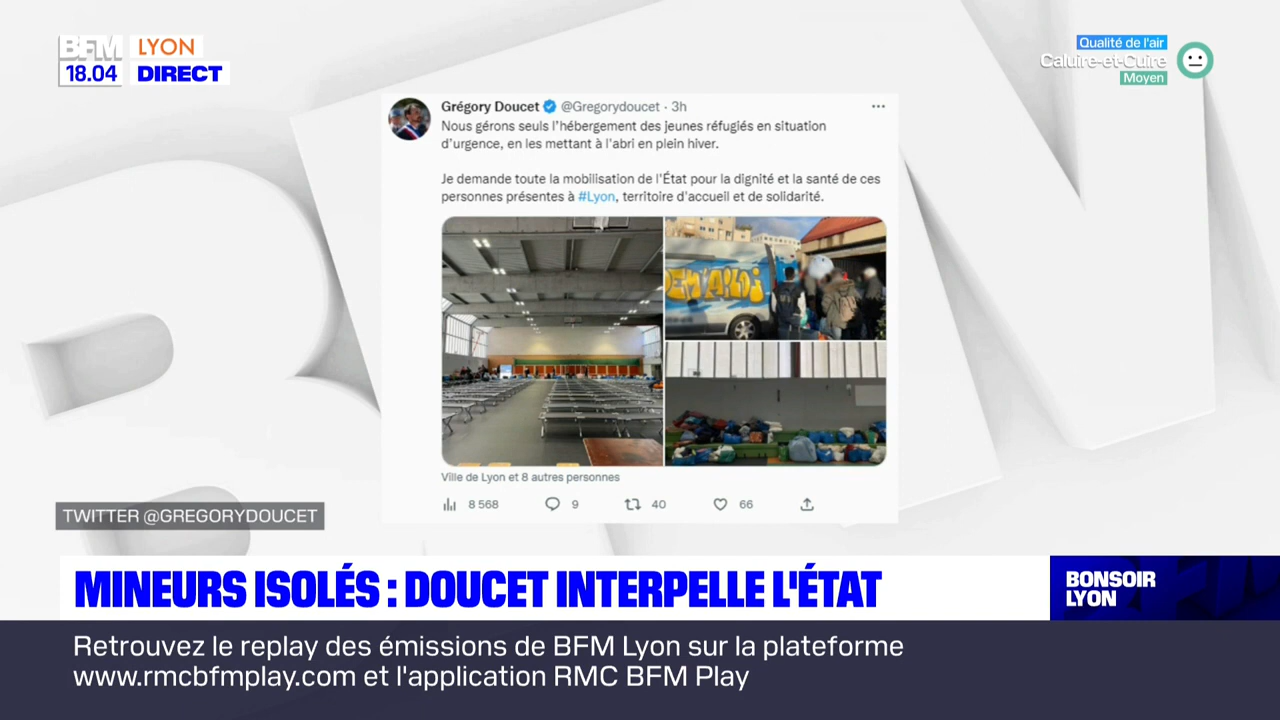 BFM LYON
18.04 DIRECT
Qualité de l'air
Caluire-et-Cuire
Moyen
Grégory Doucet @Gregorydoucet · 3h
Nous gérons seuls l'hébergement des jeunes réfugiés en situation
d'urgence, en les mettant à l'abri en plein hiver.
Je demande toute la mobilisation de l'État pour la dignité et la santé de ces
personnes présentes à #Lyon, territoire d'accueil et de solidarité.
DEM'APLOJ
Ville de Lyon et 8 autres personnes
8 568 9 40 66
TWITTER @GREGORYDOUCET
MINEURS ISOLÉS : DOUCET INTERPELLE L'ÉTAT
BONSOIR
LYON
Retrouvez le replay des émissions de BFM Lyon sur la plateforme
www.rmcbfmplay.com et l'application RMC BFM Play